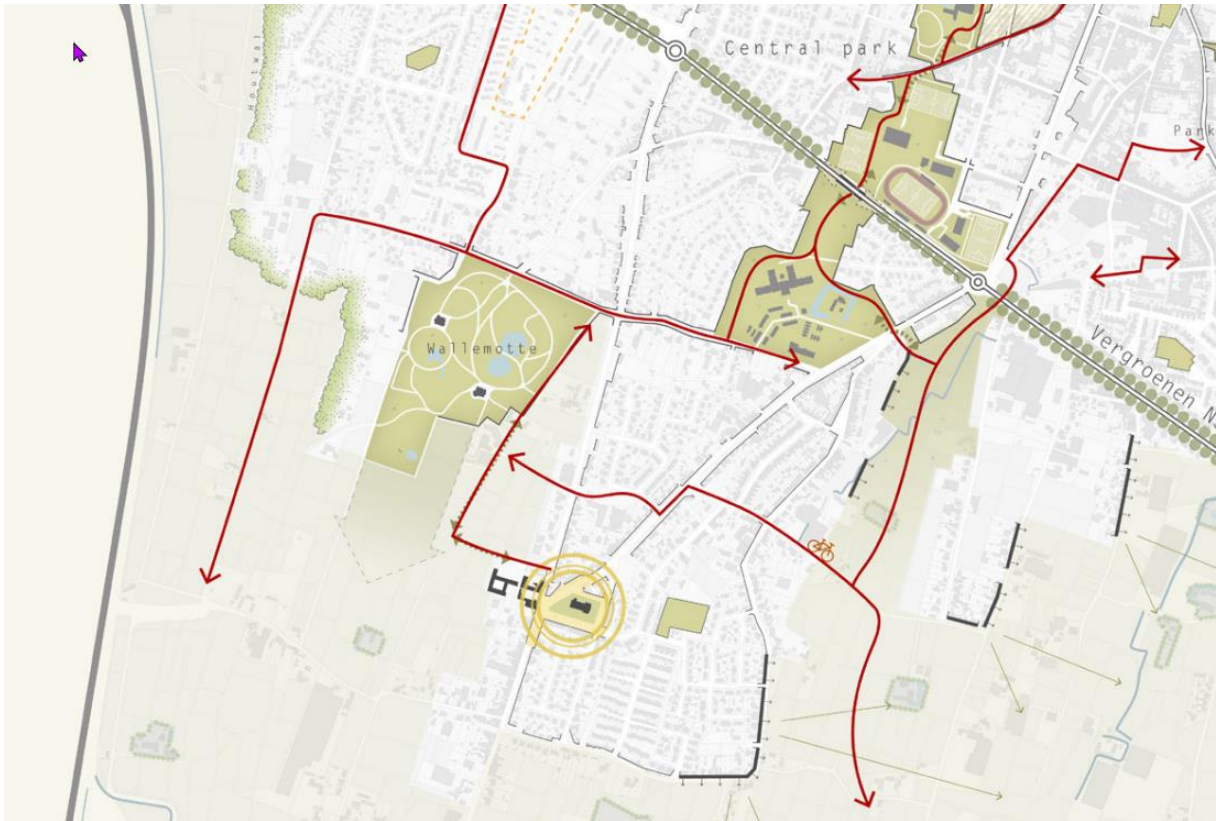 Houtwal
Central park
Park
Wallemotte
Vergroenen N